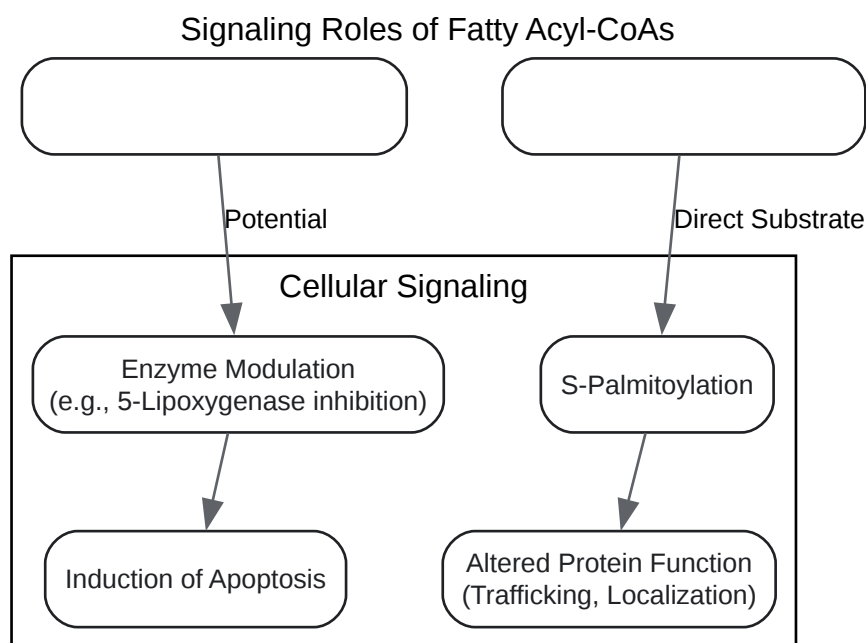 Signaling Roles of Fatty Acyl-CoAs
Potential
Direct Substrate
Cellular Signaling
Enzyme Modulation
(e.g., 5-Lipoxygenase inhibition)
S-Palmitoylation
Induction of Apoptosis
Altered Protein Function
(Trafficking, Localization)